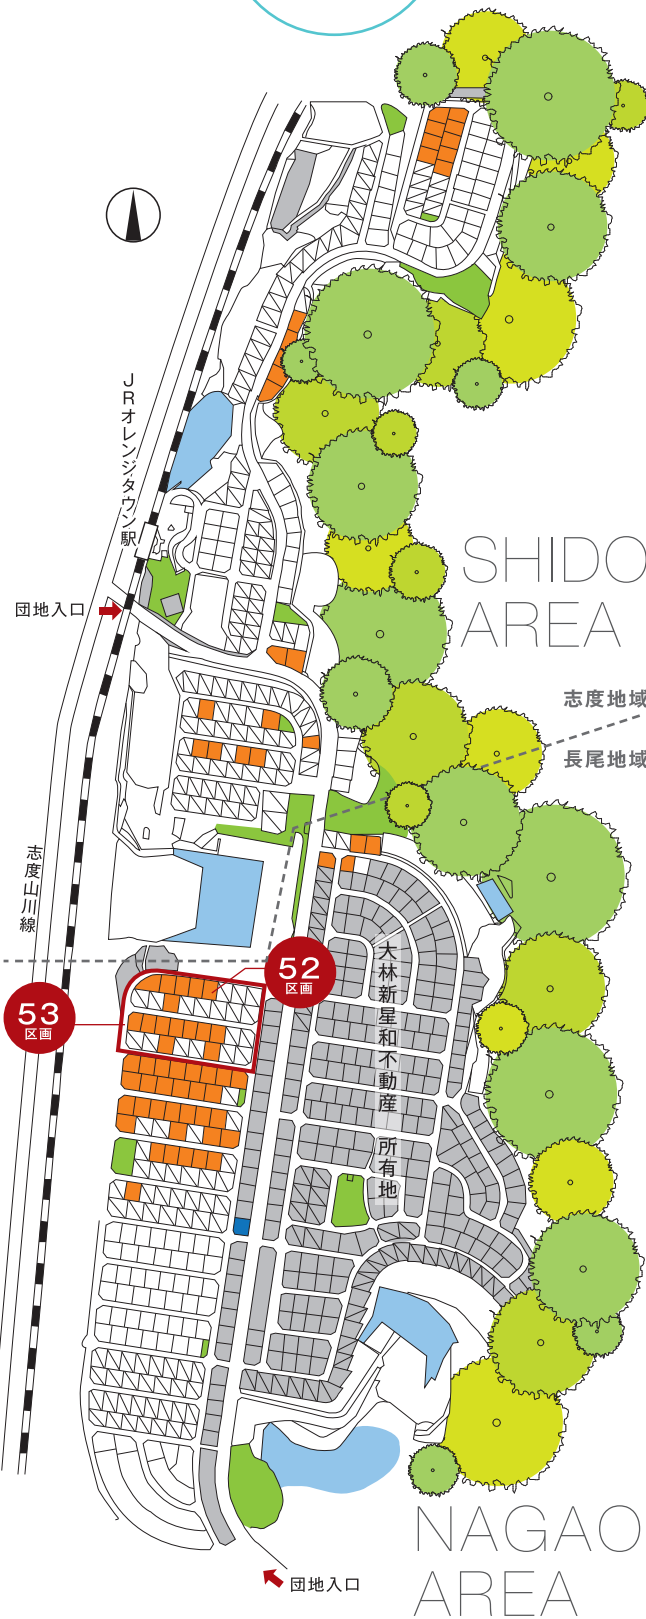 JRオレンジタウン駅
SHIDO
AREA
団地入口
志度地域
長尾地域
志度山川線
大林新星和不動産 所有地
52
区画
53
区画
NAGAO
AREA
団地入口